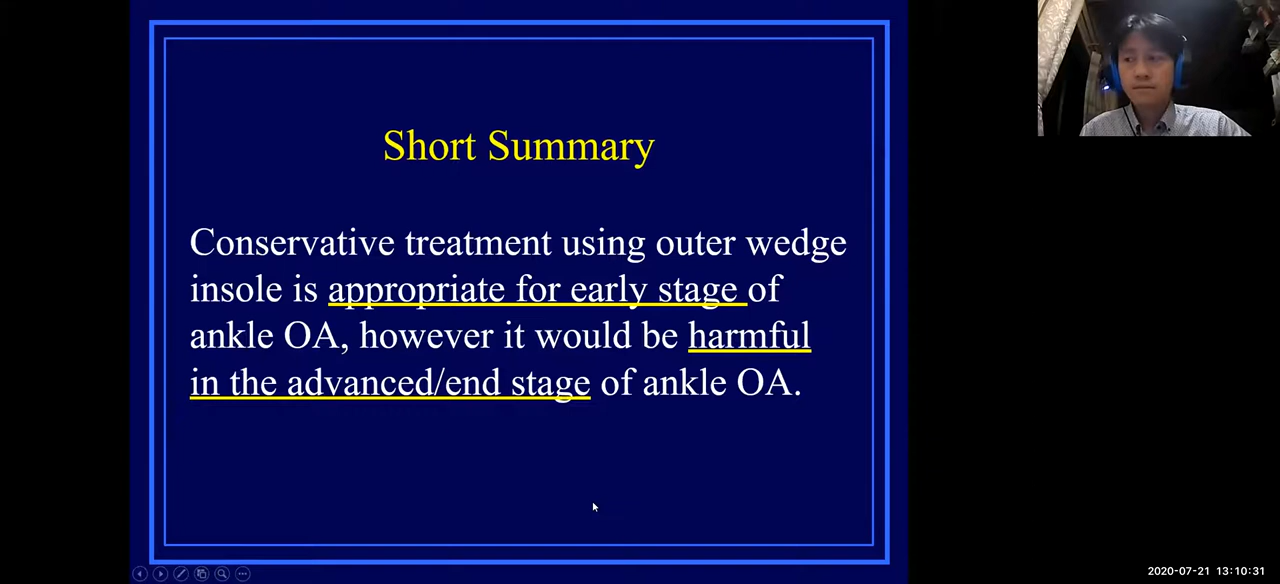 Short Summary
Conservative treatment using outer wedge
insole is appropriate for early stage of
ankle OA, however it would be harmful
in the advanced/end stage of ankle OA.
2020-07-21 13:10:31